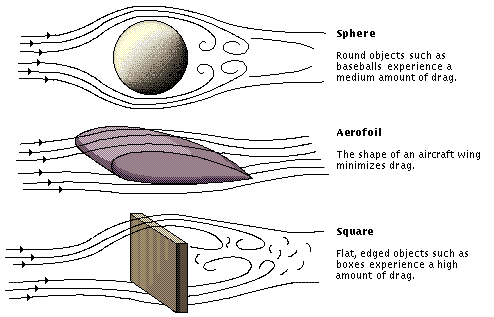 Sphere
Round objects such as
baseballs experience a
medium amount of drag.
Aerofoil
The shape of an aircraft wing
minimizes drag.
Square
Flat, edged objects such as
boxes experience a high
amount of drag.